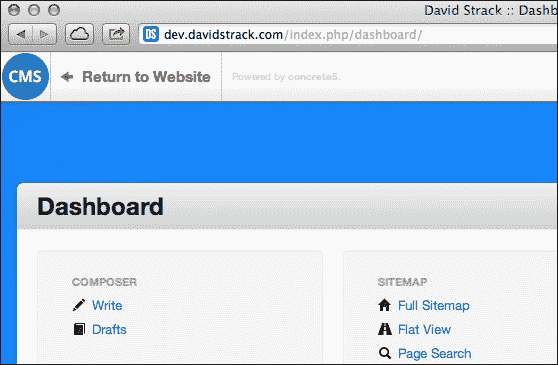 David Strack :: Dashb
DS dev.davidstrack.com/index.php/dashboard/
CMS Return to Website Powered by concrete5.
Dashboard
COMPOSER
Write
Drafts
SITEMAP
Full Sitemap
Flat View
Page Search